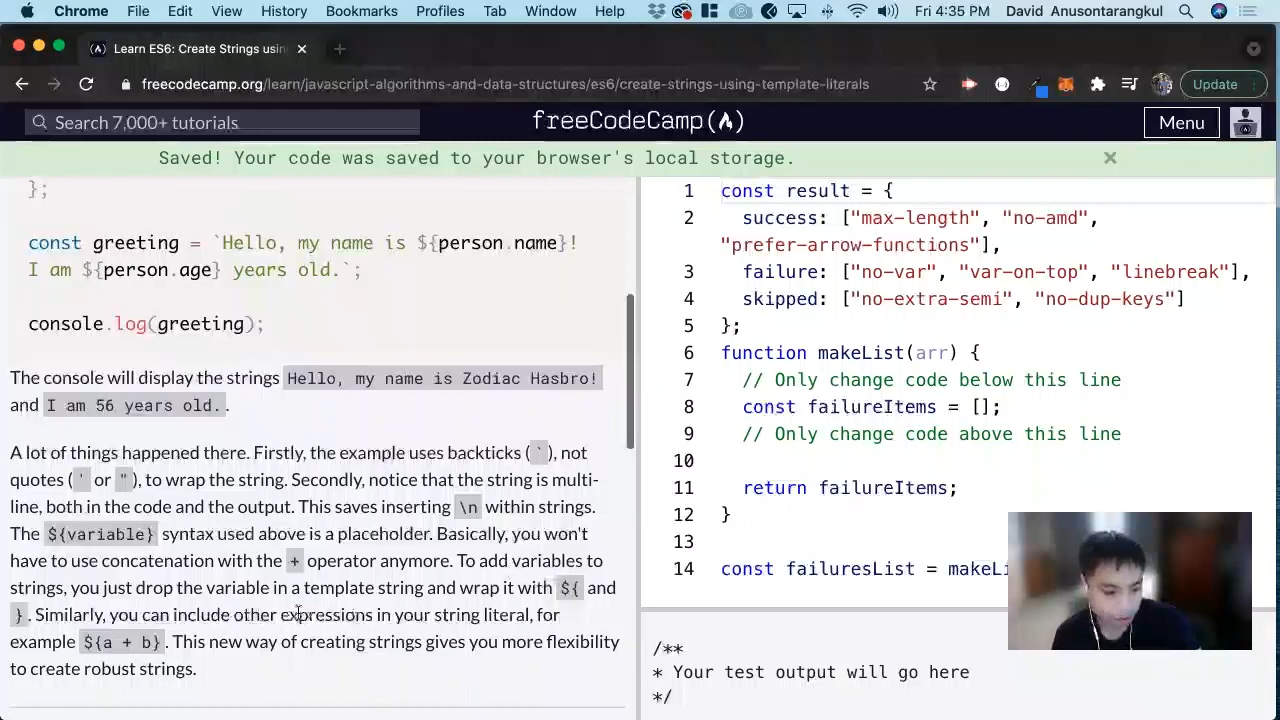 Chrome File Edit View History Bookmarks Profiles Tab Window Help Fri 4:35 PM David Anusontarangkul
Learn ES6: Create Strings usin
freecodecamp.org/learn/javascript-algorithms-and-data-structures/es6/create-strings-using-template-literals Update
Search 7,000+ tutorials freeCodeCamp Menu
Saved! Your code was saved to your browser's local storage.
};
const greeting = `Hello, my name is ${person.name}!
I am ${person.age} years old.`;
console.log(greeting);
The console will display the strings Hello, my name is Zodiac Hasbro!
and I am 56 years old..
A lot of things happened there. Firstly, the example uses backticks (`), not
quotes (' or "), to wrap the string. Secondly, notice that the string is multi-
line, both in the code and the output. This saves inserting \n within strings.
The ${variable} syntax used above is a placeholder. Basically, you won't
have to use concatenation with the + operator anymore. To add variables to
strings, you just drop the variable in a template string and wrap it with ${ and
}. Similarly, you can include other expressions in your string literal, for
example ${a + b}. This new way of creating strings gives you more flexibility
to create robust strings.
1 const result = {
2 success: ["max-length", "no-amd",
"prefer-arrow-functions"],
3 failure: ["no-var", "var-on-top", "linebreak"],
4 skipped: ["no-extra-semi", "no-dup-keys"]
5 };
6 function makeList(arr) {
7 // Only change code below this line
8 const failureItems = [];
9 // Only change code above this line
10
11 return failureItems;
12 }
13
14 const failuresList = makeLi
/**
* Your test output will go here
*/